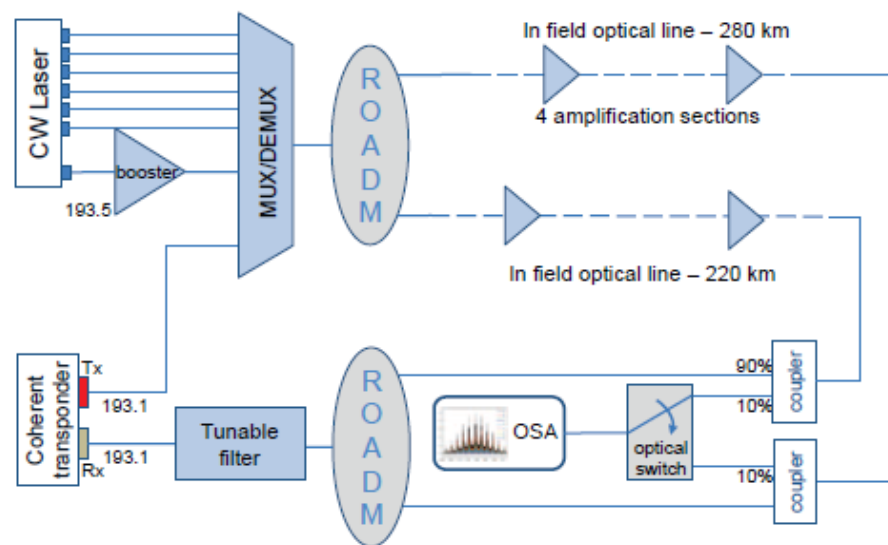 In field optical line – 280 km
4 amplification sections
CW Laser
booster
193.5
MUX/DEMUX
ROADM
In field optical line – 220 km
Coherent
transponder
Tx
193.1
Rx
193.1
Tunable
filter
ROADM
OSA
optical
switch
90%
10%
coupler
10%
coupler